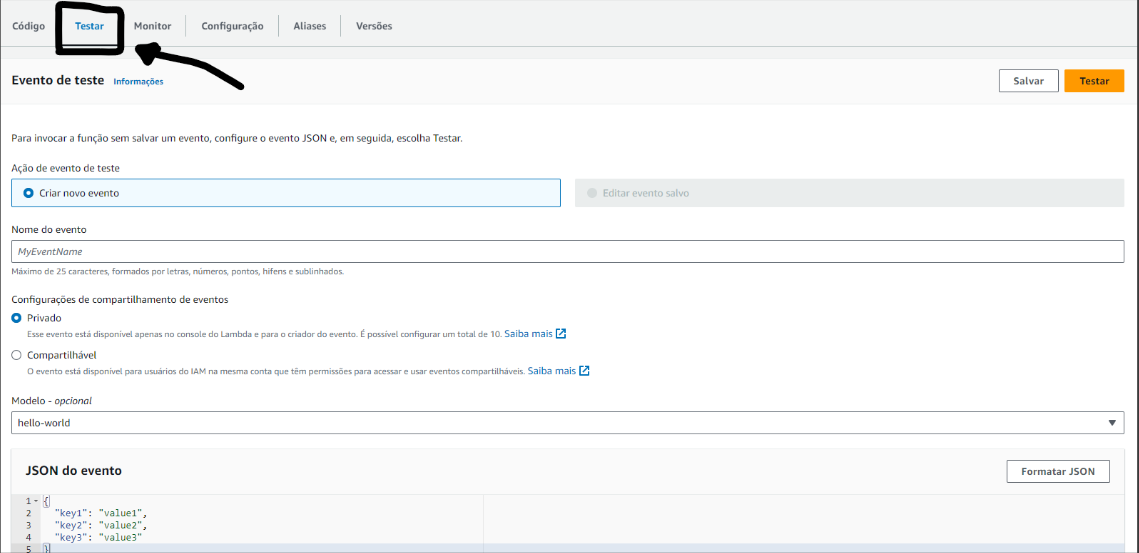 Código Testar Monitor Configuração Aliases Versões
Evento de teste Informações Salvar Testar
Para invocar a função sem salvar um evento, configure o evento JSON e, em seguida, escolha Testar.
Ação de evento de teste
Criar novo evento Editar evento salvo
Nome do evento
MyEventName
Máximo de 25 caracteres, formados por letras, números, pontos, hífens e sublinhados.
Configurações de compartilhamento de eventos
Privado
Esse evento está disponível apenas no console do Lambda e para o criador do evento. É possível configurar um total de 10. Saiba mais
Compartilhável
O evento está disponível para usuários do IAM na mesma conta que têm permissões para acessar e usar eventos compartilháveis. Saiba mais
Modelo - opcional
hello-world
JSON do evento Formatar JSON
1 {
2 "key1": "value1",
3 "key2": "value2",
4 "key3": "value3"
5 }